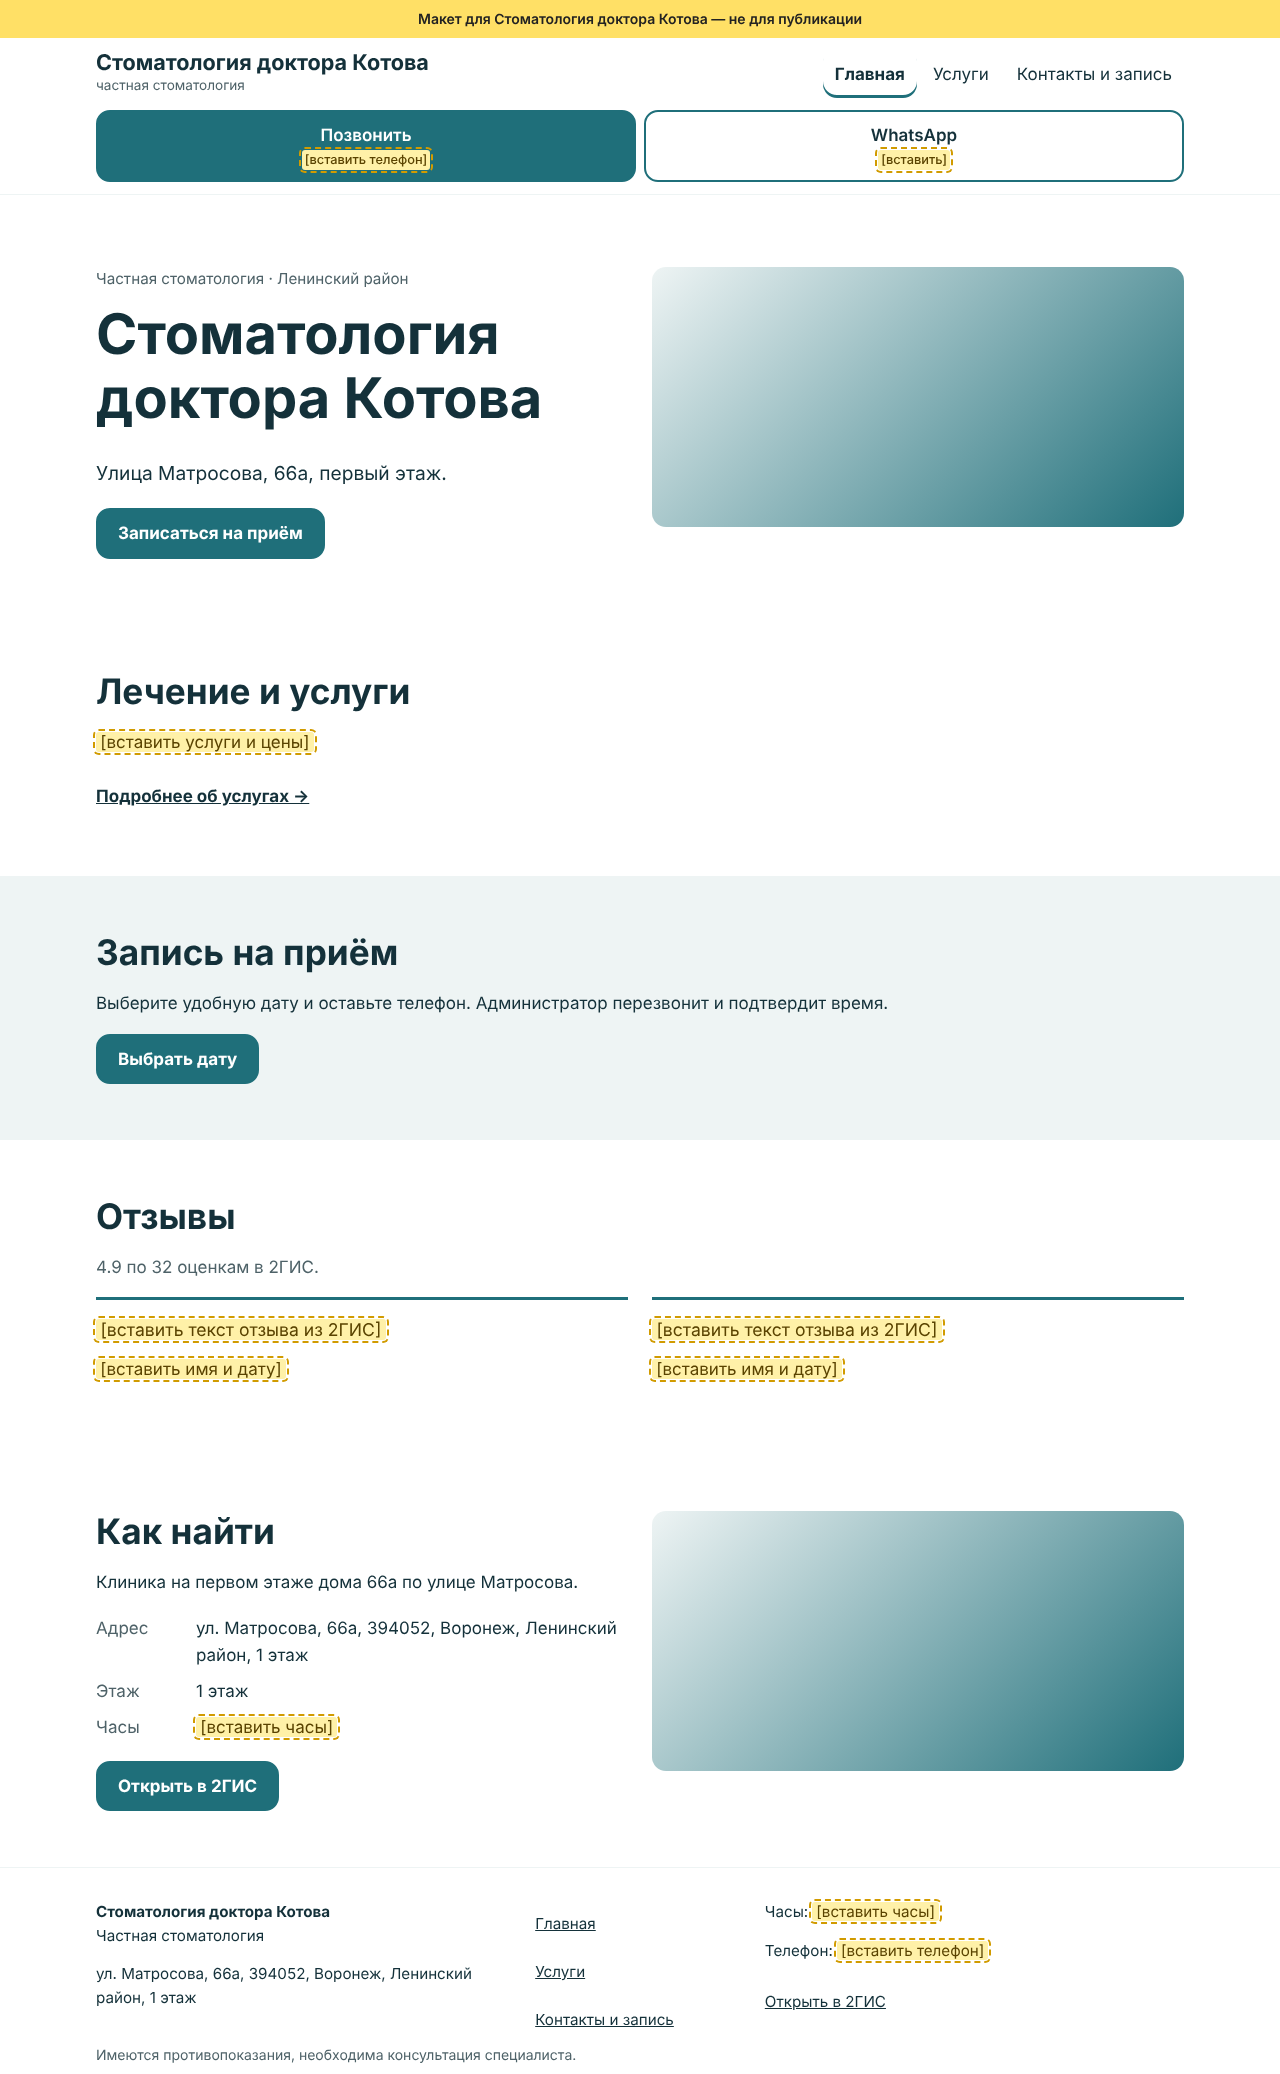 Макет для Стоматология доктора Котова — не для публикации
Стоматология доктора Котова
частная стоматология
Главная
Услуги
Контакты и запись
Позвонить
[вставить телефон]
WhatsApp
[вставить]
Частная стоматология · Ленинский район
Стоматология
доктора Котова
Улица Матросова, 66а, первый этаж.
Записаться на приём
Лечение и услуги
[вставить услуги и цены]
Подробнее об услугах →
Запись на приём
Выберите удобную дату и оставьте телефон. Администратор перезвонит и подтвердит время.
Выбрать дату
Отзывы
4.9 по 32 оценкам в 2ГИС.
[вставить текст отзыва из 2ГИС]
[вставить имя и дату]
[вставить текст отзыва из 2ГИС]
[вставить имя и дату]
Как найти
Клиника на первом этаже дома 66а по улице Матросова.
Адрес
ул. Матросова, 66а, 394052, Воронеж, Ленинский
район, 1 этаж
Этаж
1 этаж
Часы
[вставить часы]
Открыть в 2ГИС
Стоматология доктора Котова
Частная стоматология
ул. Матросова, 66а, 394052, Воронеж, Ленинский
район, 1 этаж
Главная
Услуги
Контакты и запись
Часы: [вставить часы]
Телефон: [вставить телефон]
Открыть в 2ГИС
Имеются противопоказания, необходима консультация специалиста.